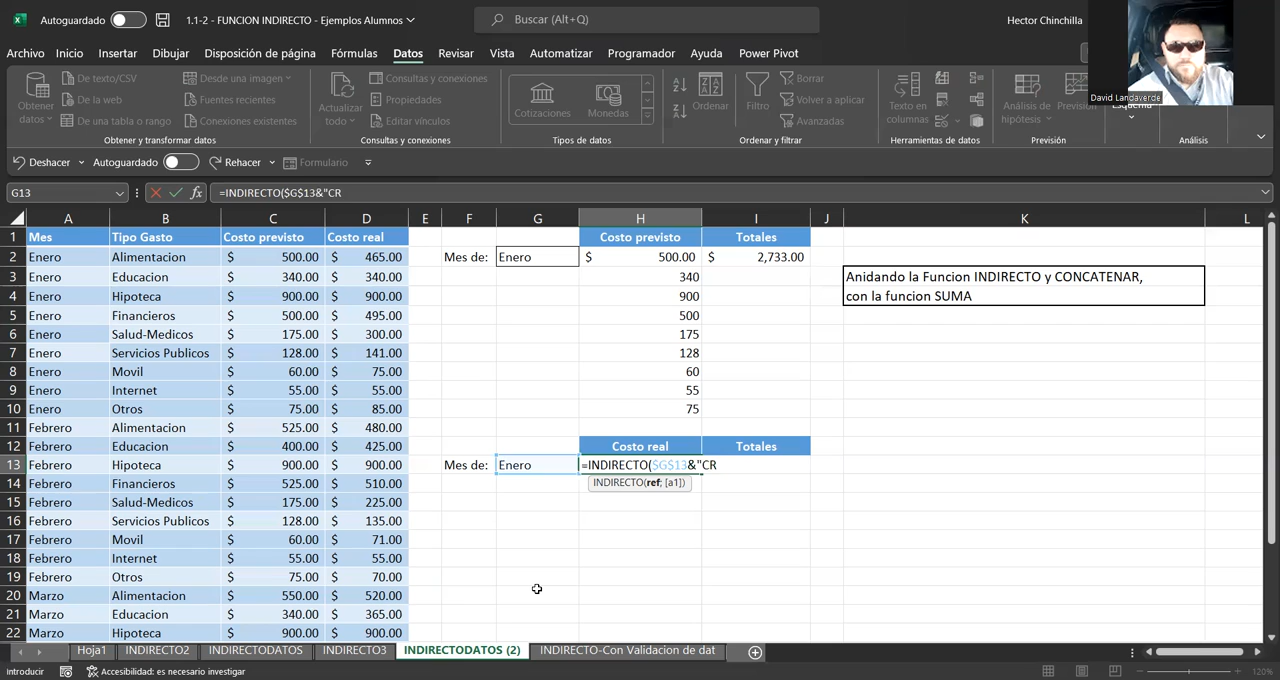 Autoguardado 1.1-2 - FUNCION INDIRECTO - Ejemplos Alumnos Buscar (Alt+Q) Hector Chinchilla
Archivo Inicio Insertar Dibujar Disposición de página Fórmulas Datos Revisar Vista Automatizar Programador Ayuda Power Pivot
David Landaverde
Obtener datos
De texto/CSV
De la web
De una tabla o rango
Desde una imagen
Fuentes recientes
Conexiones existentes
Obtener y transformar datos
Actualizar todo
Consultas y conexiones
Propiedades
Editar vínculos
Consultas y conexiones
Cotizaciones Monedas
Tipos de datos
Ordenar
Filtro
Borrar
Volver a aplicar
Avanzadas
Ordenar y filtrar
Texto en columnas
Herramientas de datos
Análisis de hipótesis
Previsión
Análisis
Deshacer Autoguardado Rehacer Formulario
G13 =INDIRECTO($G$13&"CR
A B C D E F G H I J K L
1 Mes Tipo Gasto Costo previsto Costo real Costo previsto Totales
2 Enero Alimentacion $ 500.00 $ 465.00 Mes de: Enero $ 500.00 $ 2,733.00
3 Enero Educacion $ 340.00 $ 340.00 340 Anidando la Funcion INDIRECTO y CONCATENAR,
4 Enero Hipoteca $ 900.00 $ 900.00 900 con la funcion SUMA
5 Enero Financieros $ 500.00 $ 495.00 500
6 Enero Salud-Medicos $ 175.00 $ 300.00 175
7 Enero Servicios Publicos $ 128.00 $ 141.00 128
8 Enero Movil $ 60.00 $ 75.00 60
9 Enero Internet $ 55.00 $ 55.00 55
10 Enero Otros $ 75.00 $ 85.00 75
11 Febrero Alimentacion $ 525.00 $ 480.00
12 Febrero Educacion $ 400.00 $ 425.00 Costo real Totales
13 Febrero Hipoteca $ 900.00 $ 900.00 Mes de: Enero =INDIRECTO($G$13&"CR
14 Febrero Financieros $ 525.00 $ 510.00 INDIRECTO(ref; [a1])
15 Febrero Salud-Medicos $ 175.00 $ 225.00
16 Febrero Servicios Publicos $ 128.00 $ 135.00
17 Febrero Movil $ 60.00 $ 71.00
18 Febrero Internet $ 55.00 $ 55.00
19 Febrero Otros $ 75.00 $ 70.00
20 Marzo Alimentacion $ 550.00 $ 520.00
21 Marzo Educacion $ 340.00 $ 365.00
22 Marzo Hipoteca $ 900.00 $ 900.00
Hoja1 INDIRECTO2 INDIRECTODATOS INDIRECTO3 INDIRECTODATOS (2) INDIRECTO-Con Validacion de dat
Introducir Accesibilidad: es necesario investigar 120%